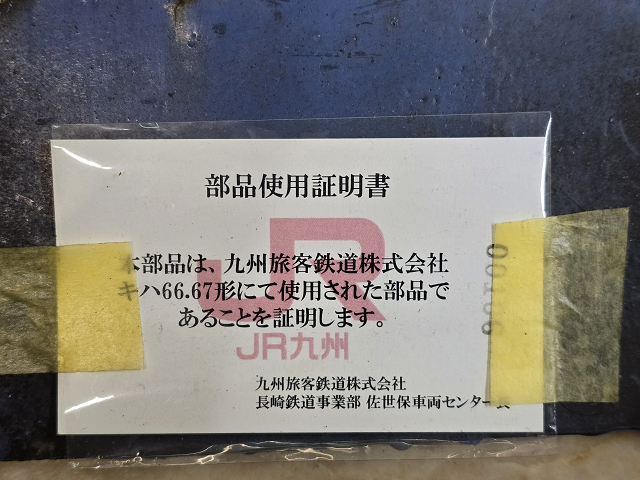 部品使用証明書
JR
本部品は、九州旅客鉄道株式会社
キハ66.67形にて使用された部品で
あることを証明します。
JR九州
九州旅客鉄道株式会社
長崎鉄道事業部 佐世保車両センター長